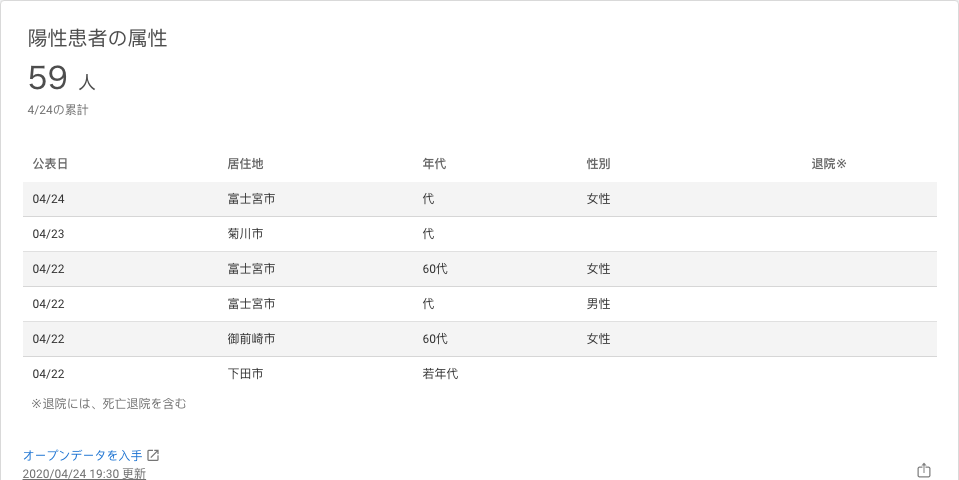 陽性患者の属性
59 人
4/24の累計
公表日 居住地 年代 性別 退院※
04/24 富士宮市 代 女性
04/23 菊川市 代
04/22 富士宮市 60代 女性
04/22 富士宮市 代 男性
04/22 御前崎市 60代 女性
04/22 下田市 若年代
※退院には、死亡退院を含む
オープンデータを入手
2020/04/24 19:30 更新